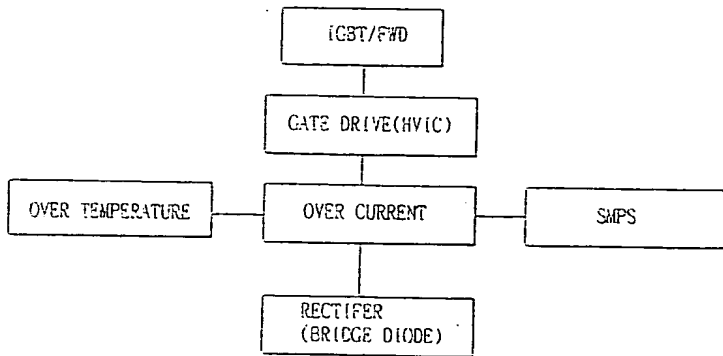 IGBT/FWD
GATE DRIVE(HVIC)
OVER TEMPERATURE
OVER CURRENT
SMPS
RECTIFER
(BRIDGE DIODE)